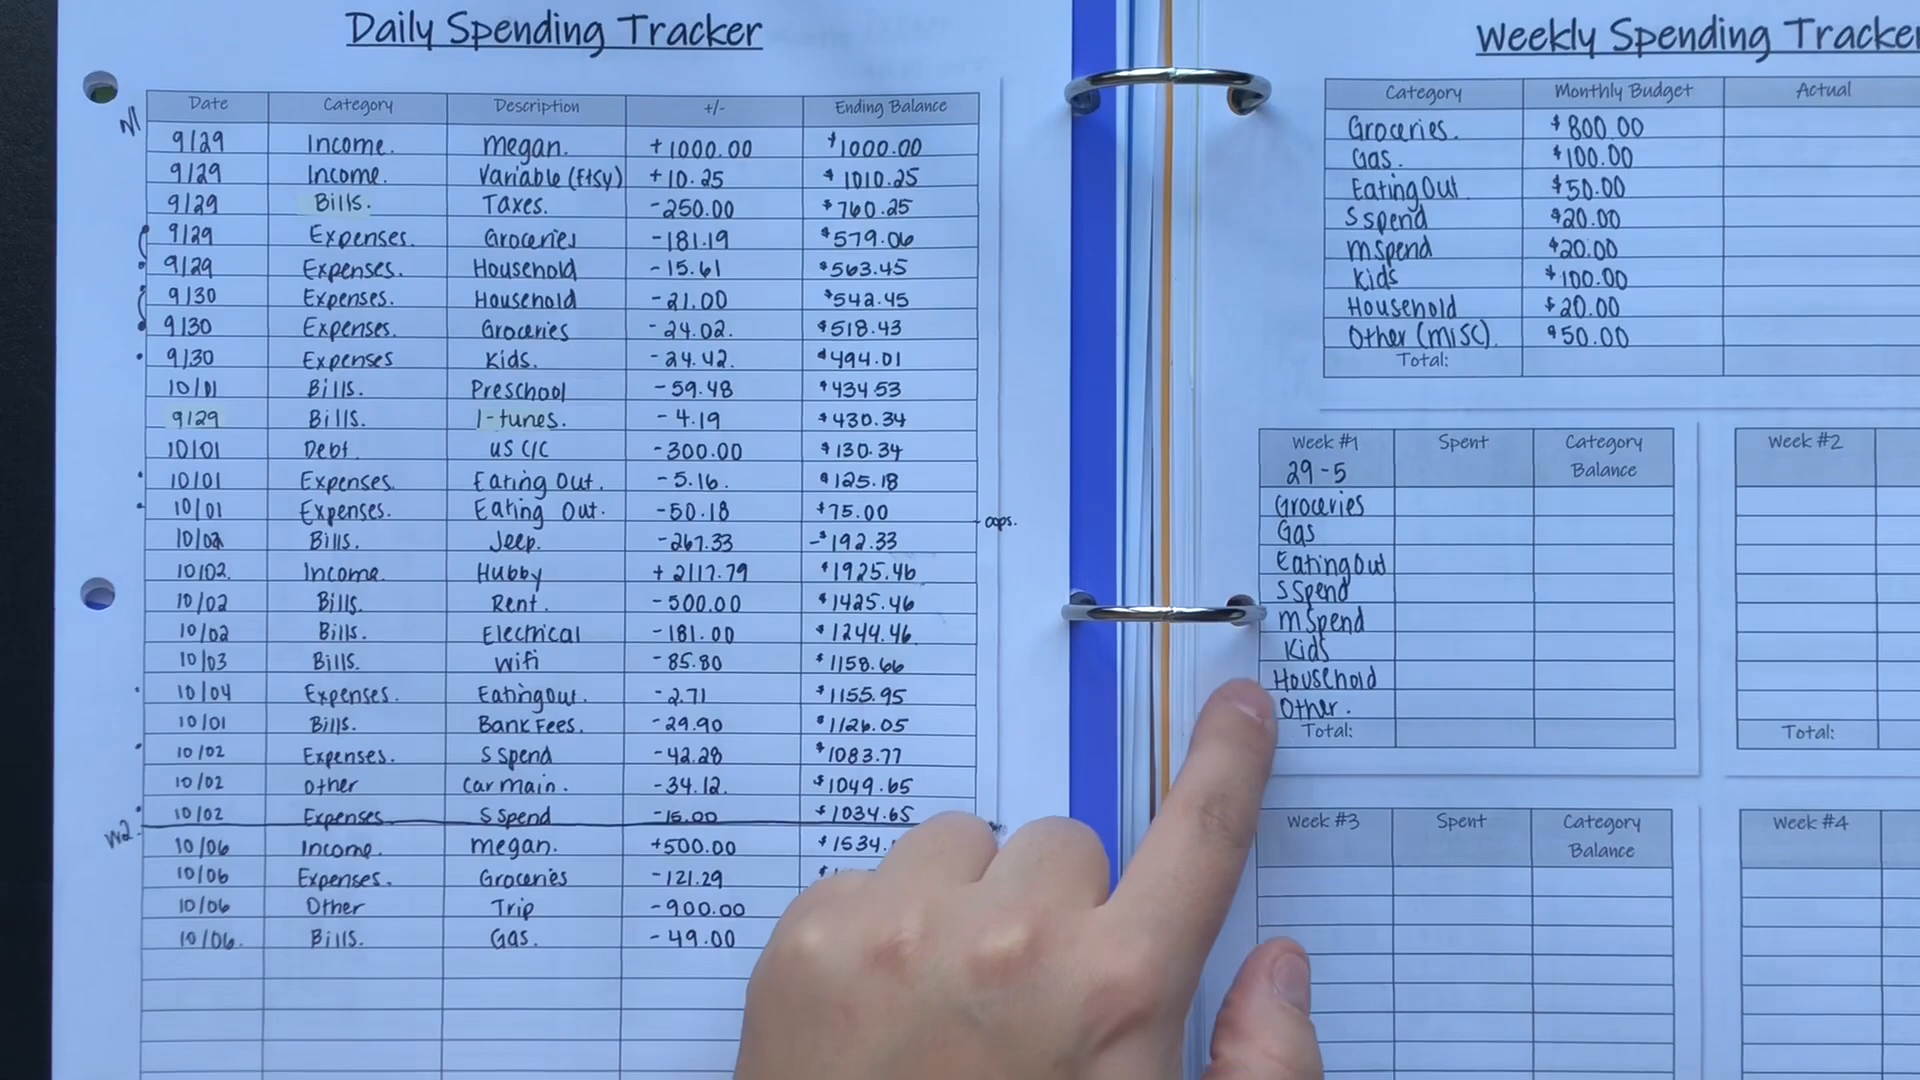 Daily Spending Tracker
Date Category Description +/- Ending Balance
W1
9/29 Income. Megan. +1000.00 $1000.00
9/29 Income. Variable (Etsy) +10.25 $1010.25
9/29 Bills. Taxes. -250.00 $760.25
9/29 Expenses. Groceries -181.19 $579.06
9/29 Expenses. Household -15.61 $563.45
9/30 Expenses. Household -21.00 $542.45
9/30 Expenses. Groceries -24.02. $518.43
9/30 Expenses Kids. -24.42. $494.01
10/01 Bills. Preschool -59.48 $434 53
9/29 Bills. I-tunes. -4.19 $430.34
10/01 Debt US C/C -300.00 $130.34
10/01 Expenses. Eating Out. -5.16. $125.18
10/01 Expenses. Eating Out. -50.18 $75.00
- oops.
10/02 Bills. Jeep. -267.33 -$192.33
10/02. Income. Hubby +2117.79 $1925.46
10/02 Bills. Rent. -500.00 $1425.46
10/02 Bills. Electrical -181.00 $1244.46
10/03 Bills. Wifi -85.80 $1158.66
10/04 Expenses. Eating Out. -2.71 $1155.95
10/01 Bills. Bank Fees. -29.90 $1126.05
10/02 Expenses. S Spend -42.28 $1083.77
10/02 Other Car main. -34.12. $1049.65
10/02 Expenses. S Spend -15.00 $1034.65
W2.
10/06 Income. Megan. +500.00 $1534.
10/06 Expenses. Groceries -121.29
10/06 Other Trip -900.00
10/06. Bills. Gas. -49.00
Weekly Spending Tracker
Category Monthly Budget Actual
Groceries. $800.00
Gas. $100.00
Eating Out $50.00
S spend $20.00
M spend $20.00
Kids $100.00
Household $20.00
Other (misc). $50.00
Total:
Week #1 Spent Category Balance
29-5
Groceries
Gas
Eating Out
S Spend
M Spend
Kids
Household
Other.
Total:
Week #2
Total:
Week #3 Spent Category Balance
Week #4